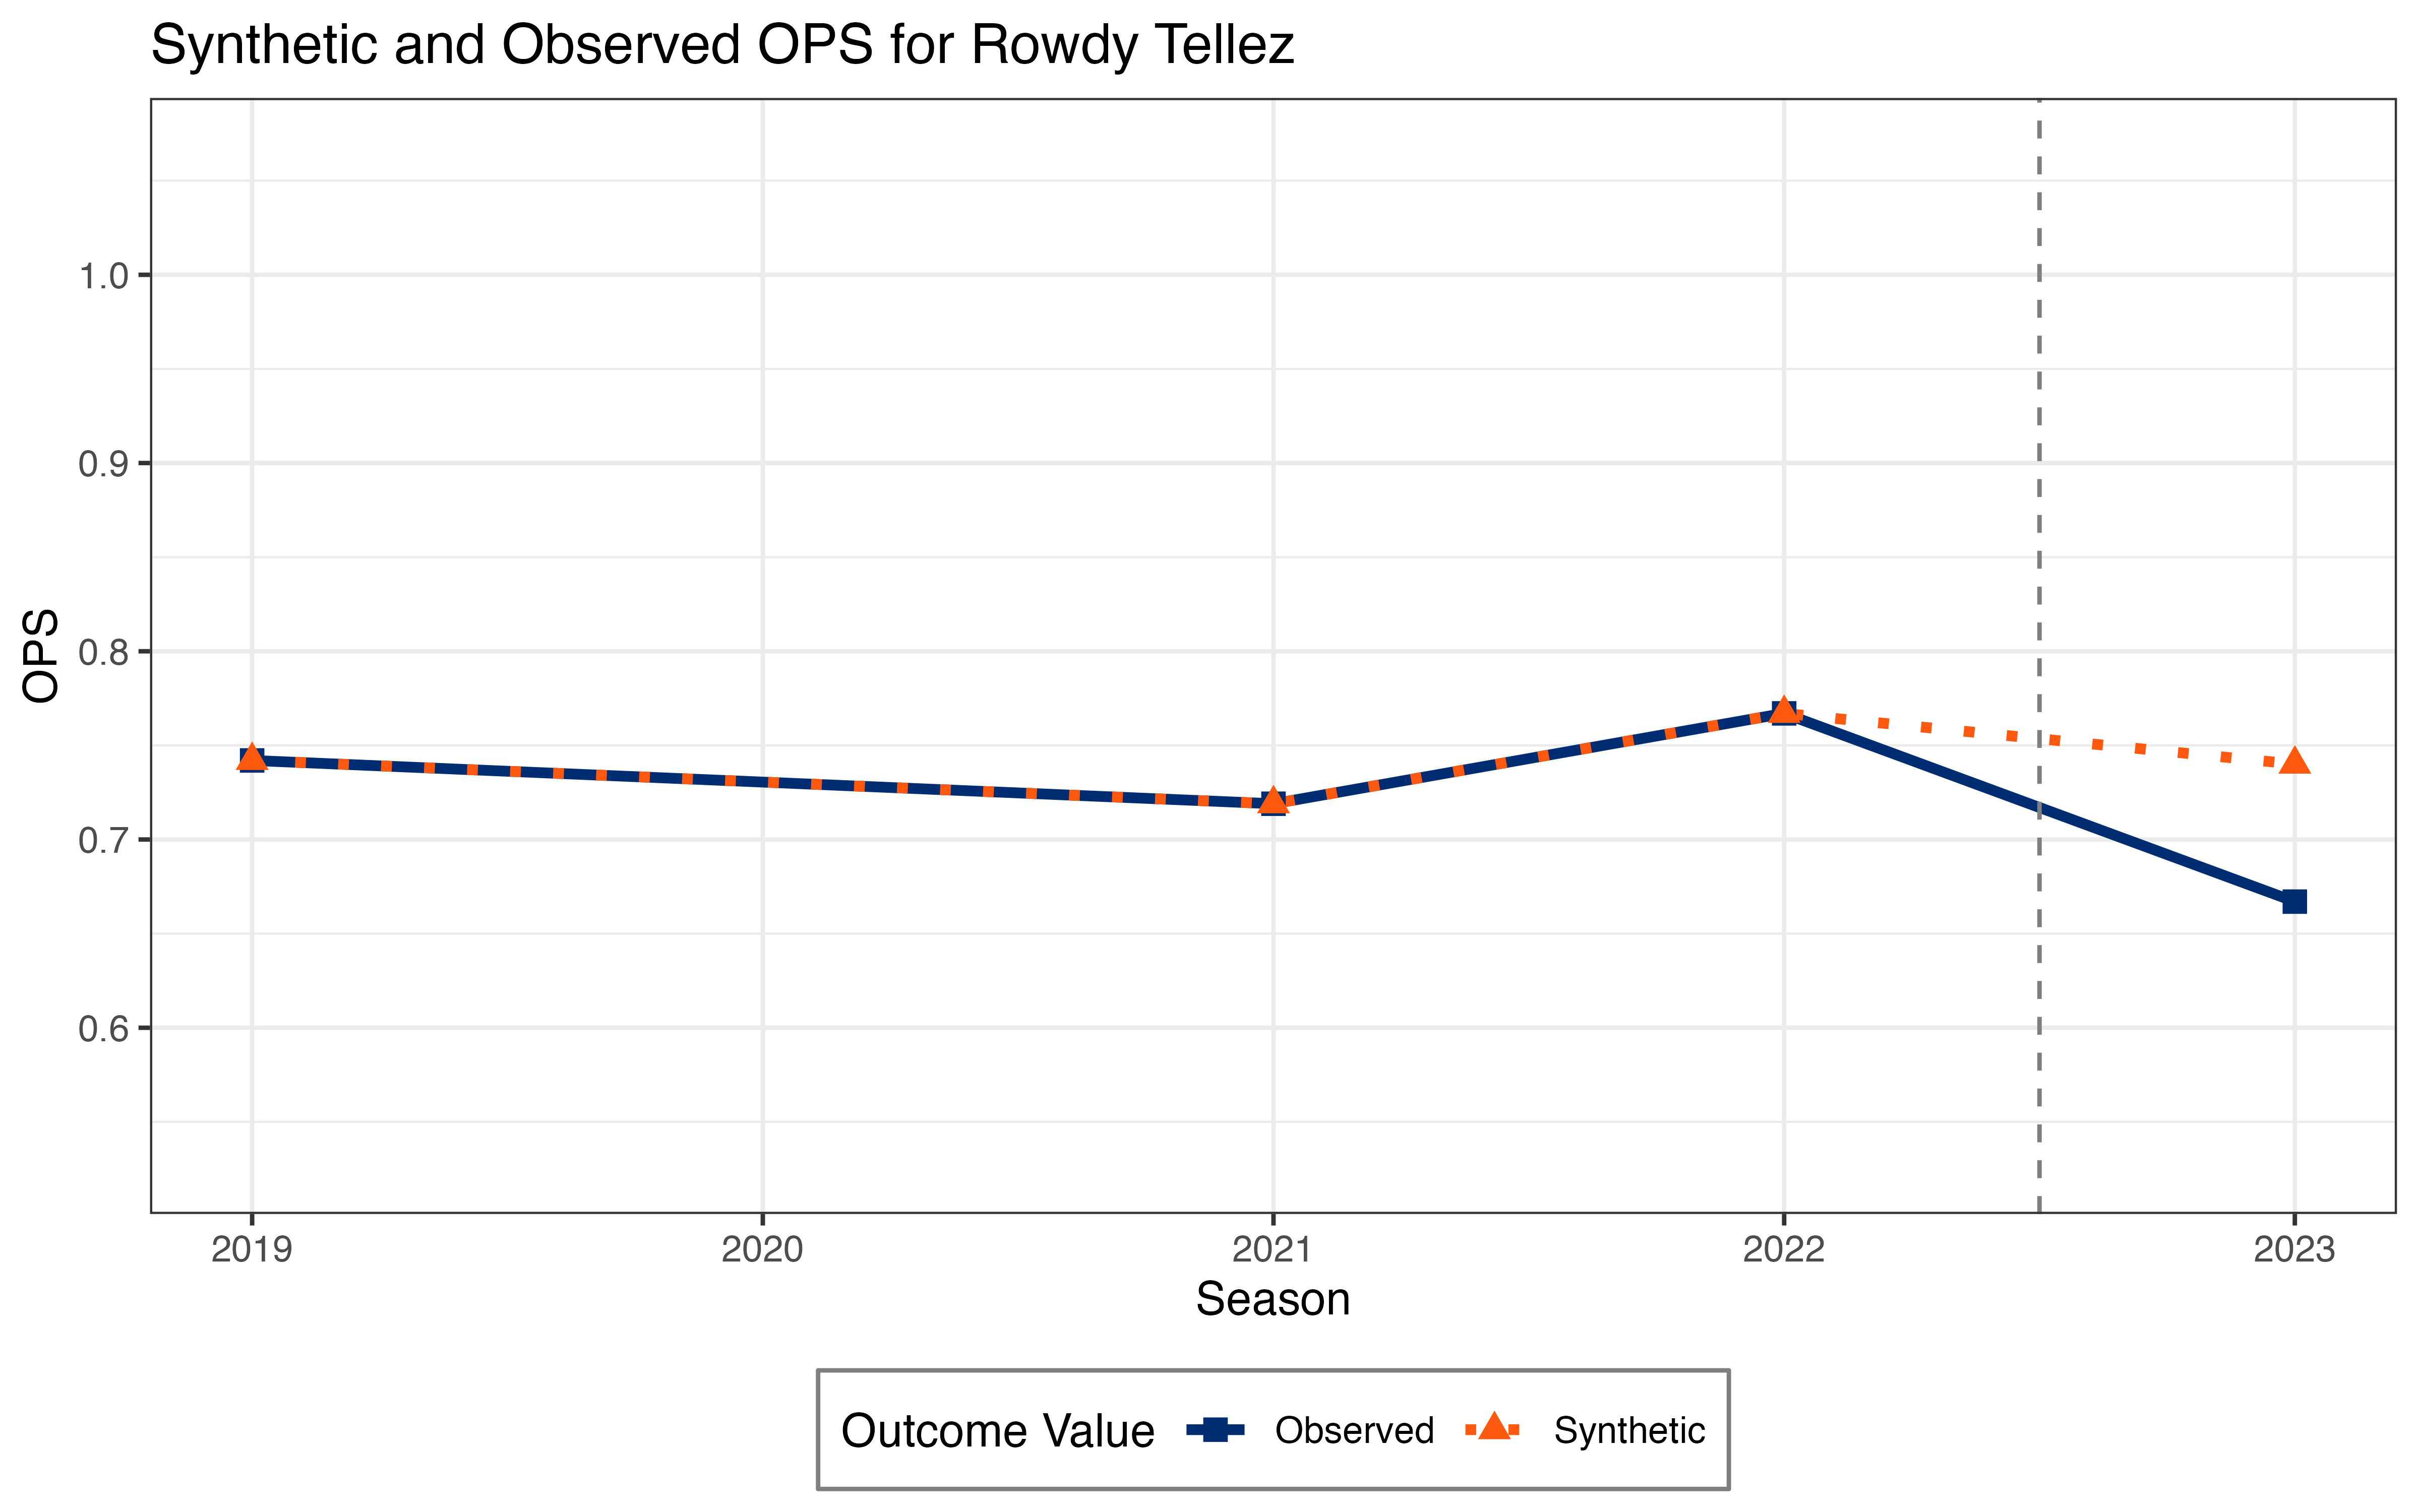 Synthetic and Observed OPS for Rowdy Tellez
1.0
0.9
0.8
0.7
0.6
OPS
2019 2020 2021 2022 2023
Season
Outcome Value Observed Synthetic